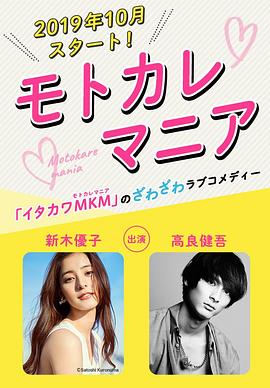 2019年10月
スタート!
モトカレ
マニア
Motokare
mania
モトカレマニア
「イタカワMKM」のざわざわラブコメディー
新木優子
出演
高良健吾
©Satoshi Kuronuma